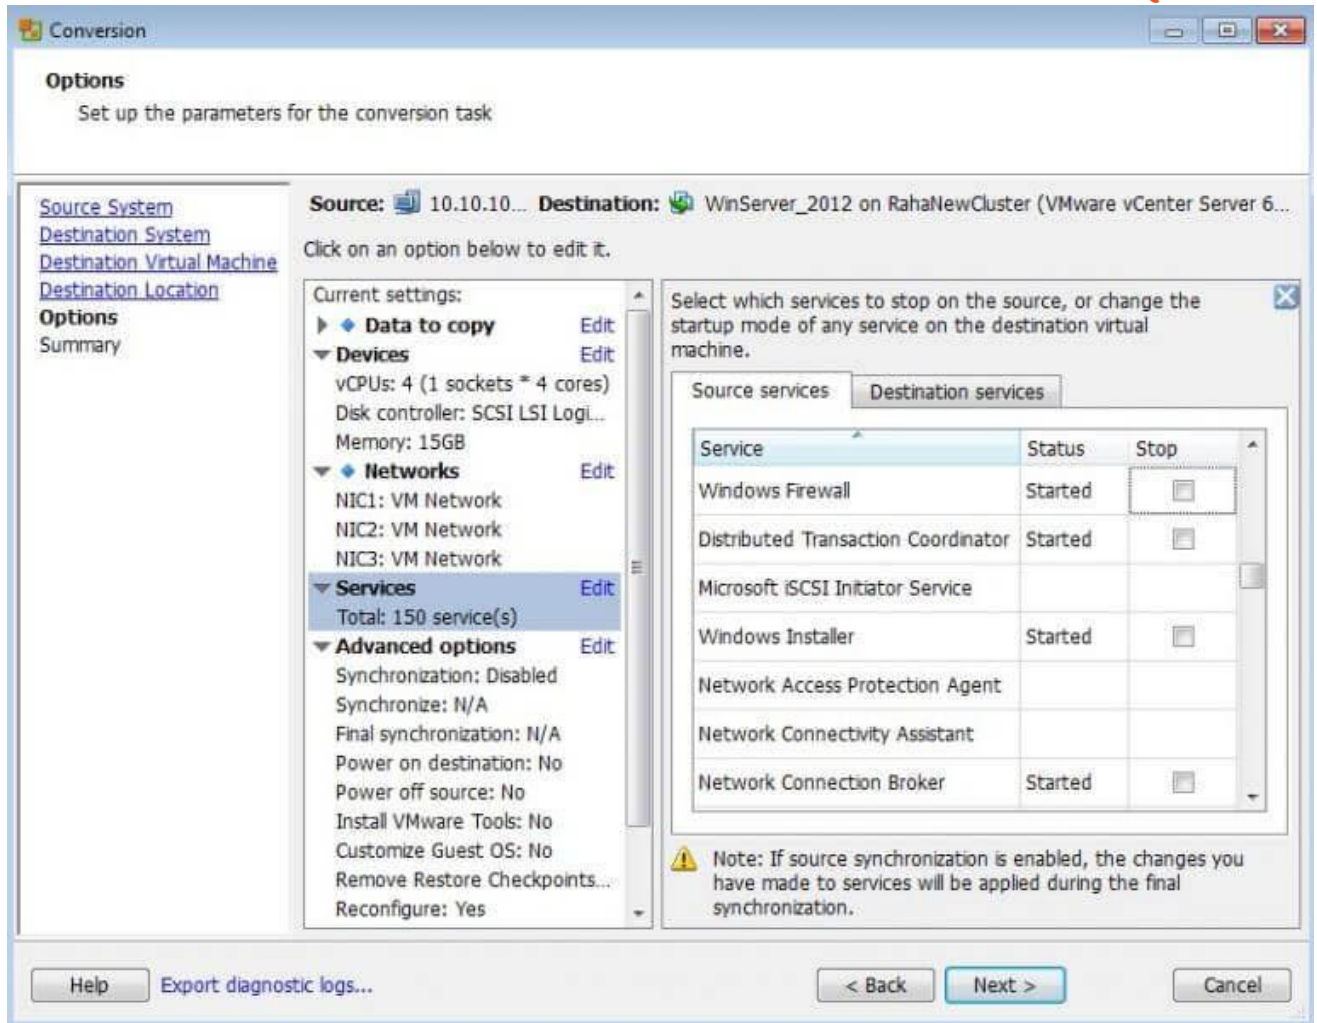 Conversion
Options
Set up the parameters for the conversion task
Source System
Destination System
Destination Virtual Machine
Destination Location
Options
Summary
Source: 10.10.10... Destination: WinServer_2012 on RahaNewCluster (VMware vCenter Server 6...
Click on an option below to edit it.
Current settings:
Data to copy Edit
Devices Edit
vCPUs: 4 (1 sockets * 4 cores)
Disk controller: SCSI LSI Logi...
Memory: 15GB
Networks Edit
NIC1: VM Network
NIC2: VM Network
NIC3: VM Network
Services Edit
Total: 150 service(s)
Advanced options Edit
Synchronization: Disabled
Synchronize: N/A
Final synchronization: N/A
Power on destination: No
Power off source: No
Install VMware Tools: No
Customize Guest OS: No
Remove Restore Checkpoints...
Reconfigure: Yes
Select which services to stop on the source, or change the
startup mode of any service on the destination virtual
machine.
Source services Destination services
Service Status Stop
Windows Firewall Started
Distributed Transaction Coordinator Started
Microsoft iSCSI Initiator Service
Windows Installer Started
Network Access Protection Agent
Network Connectivity Assistant
Network Connection Broker Started
Note: If source synchronization is enabled, the changes you
have made to services will be applied during the final
synchronization.
Help Export diagnostic logs... < Back Next > Cancel